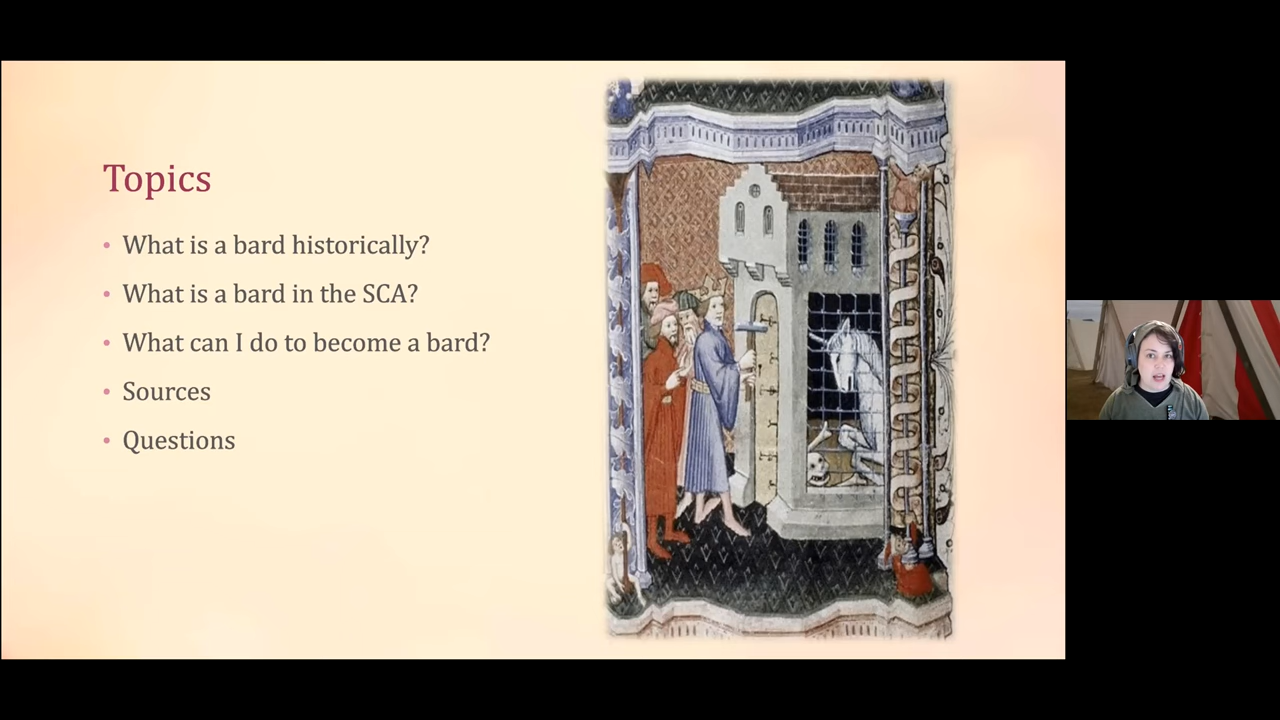 Topics
• What is a bard historically?
• What is a bard in the SCA?
• What can I do to become a bard?
• Sources
• Questions